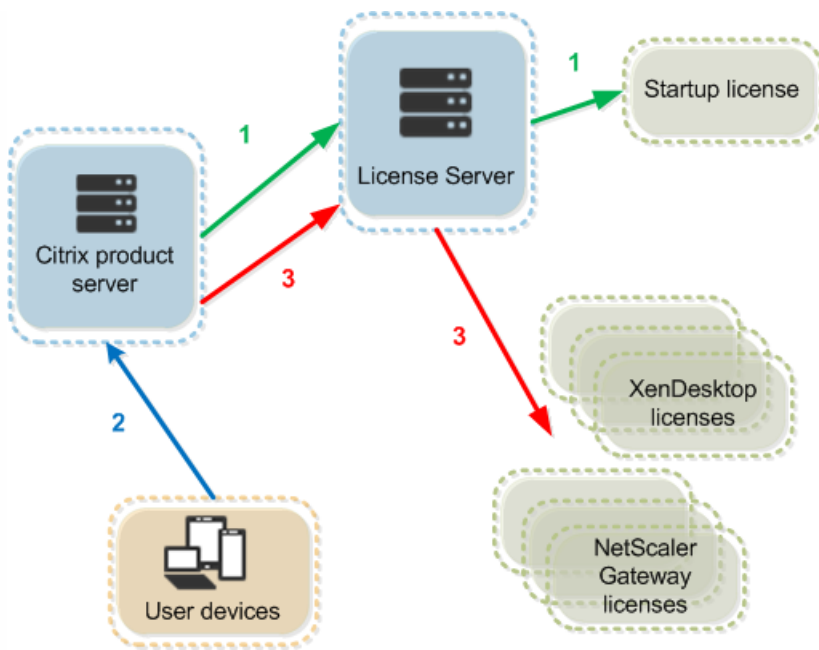 1
Startup license
1
License Server
Citrix product
server
3
3
XenDesktop
licenses
2
NetScaler
Gateway
licenses
User devices